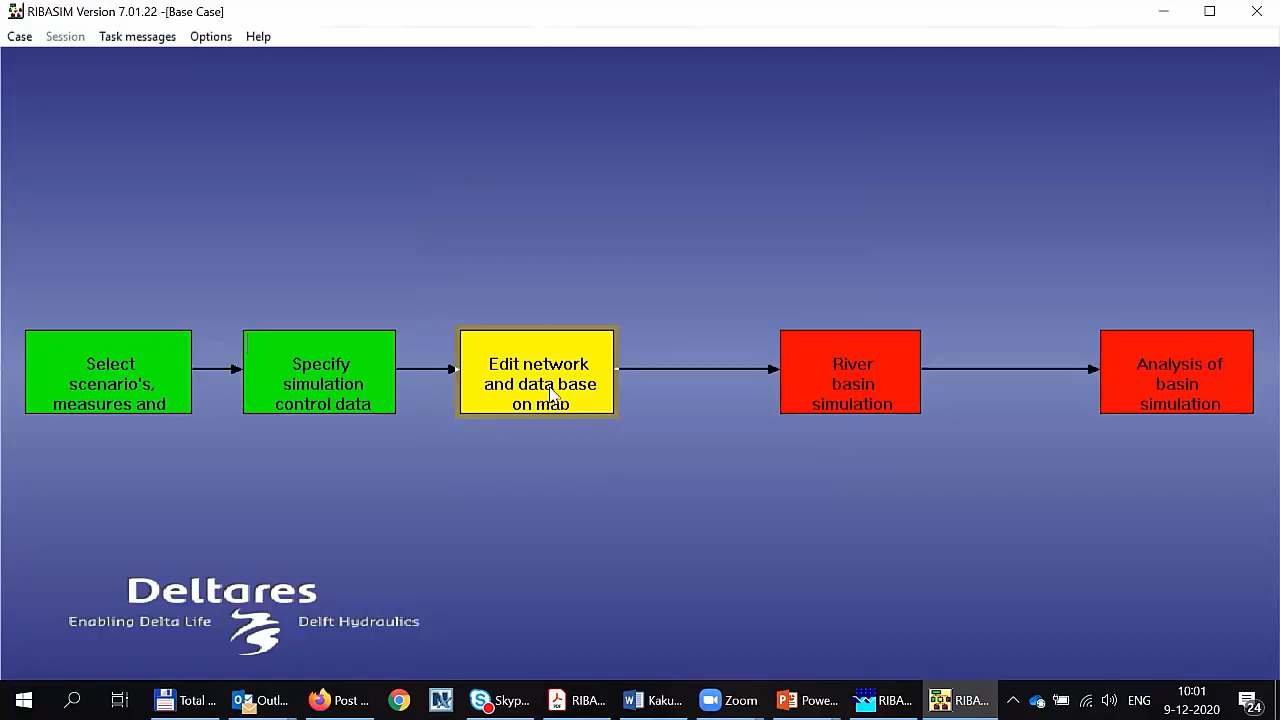 RIBASIM Version 7.01.22 -[Base Case]
Case Session Task messages Options Help
Select
scenario's,
measures and
Specify
simulation
control data
Edit network
and data base
on map
River
basin
simulation
Analysis of
basin
simulation
Deltares
Enabling Delta Life Delft Hydraulics
Total ... Outl... Post ... Skyp... RIBA... Kaku... Zoom Powe... RIBA... RIBA... ENG
10:01
9-12-2020
24